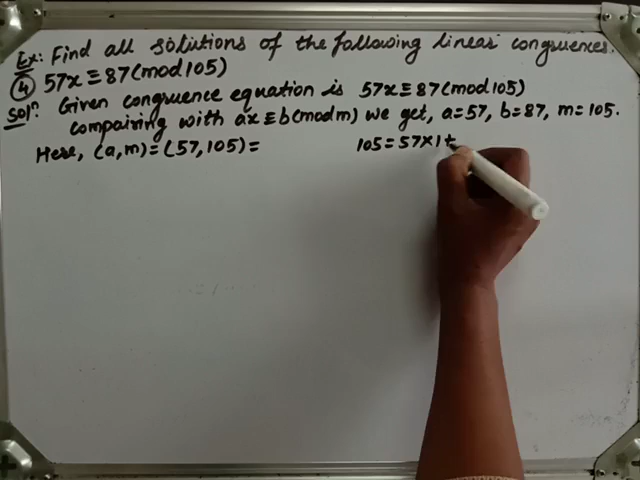 Ex: Find all solutions of the following linear congruences.
④ 57x ≡ 87(mod 105)
Solⁿ: Given congruence equation is 57x ≡ 87(mod 105)
compairing with ax ≡ b(mod m) we get, a=57, b=87, m=105.
Here, (a,m) = (57,105) = 105 = 57×1 +